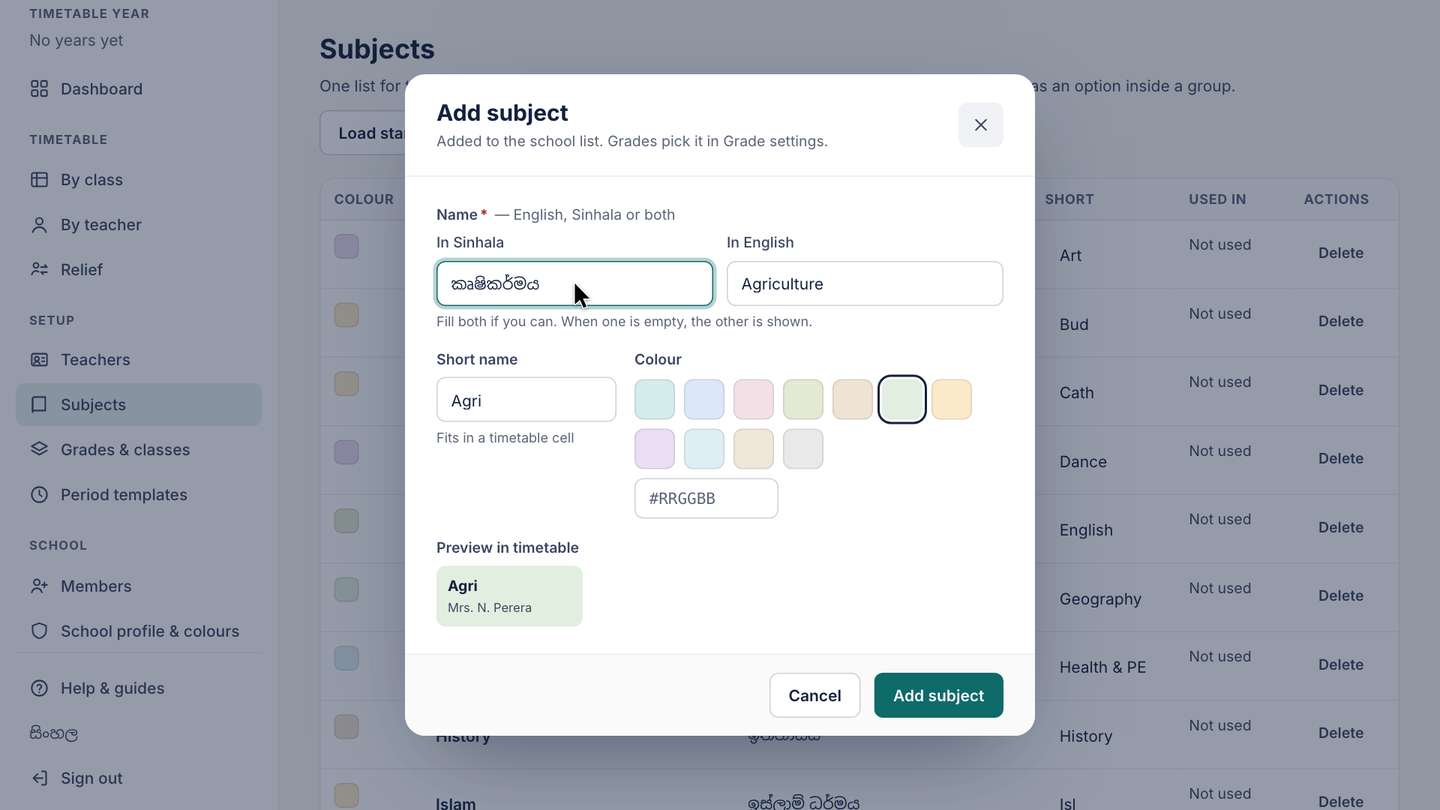 TIMETABLE YEAR
No years yet
Dashboard
TIMETABLE
By class
By teacher
Relief
SETUP
Teachers
Subjects
Grades & classes
Period templates
SCHOOL
Members
School profile & colours
Help & guides
සිංහල
Sign out
Subjects
One list for
as an option inside a group.
Load
COLOUR
SHORT
USED IN
ACTIONS
Art
Not used
Delete
Bud
Not used
Delete
Cath
Not used
Delete
Dance
Not used
Delete
English
Not used
Delete
Geography
Not used
Delete
Health & PE
Not used
Delete
History
History
Not used
Delete
Islam
ඉස්ලාම් ධර්මය
Isl
Not used
Delete
Add subject
Added to the school list. Grades pick it in Grade settings.
Name * — English, Sinhala or both
In Sinhala
In English
කෘෂිකර්මය
Agriculture
Fill both if you can. When one is empty, the other is shown.
Short name
Colour
Agri
Fits in a timetable cell
#RRGGBB
Preview in timetable
Agri
Mrs. N. Perera
Cancel
Add subject